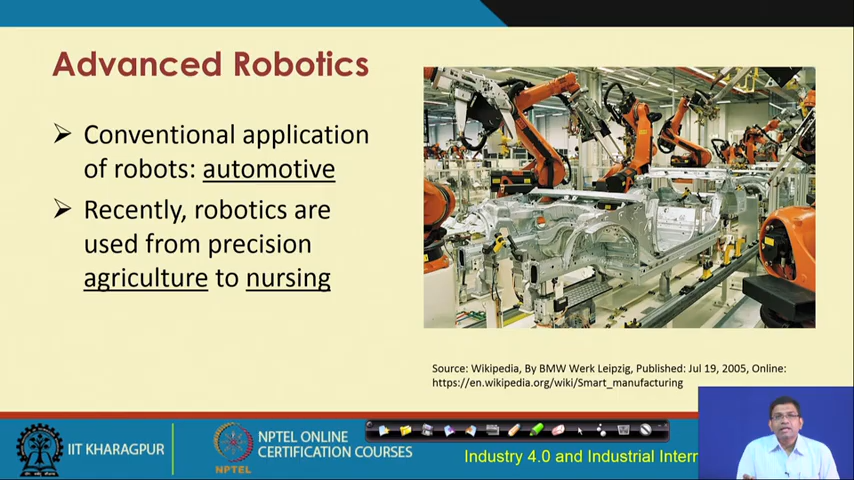 Advanced Robotics
Conventional application
of robots: automotive
Recently, robotics are
used from precision
agriculture to nursing
Source: Wikipedia, By BMW Werk Leipzig, Published: Jul 19, 2005, Online:
https://en.wikipedia.org/wiki/Smart_manufacturing
IIT KHARAGPUR
NPTEL
NPTEL ONLINE
CERTIFICATION COURSES
Industry 4.0 and Industrial Intern